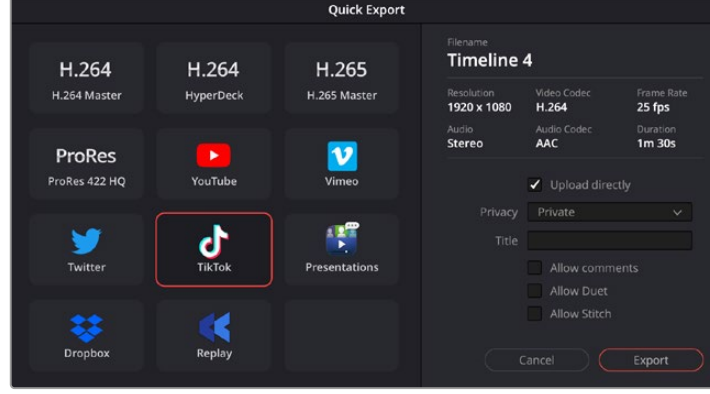 Quick Export
H.264
H.264 Master
H.264
HyperDeck
H.265
H.265 Master
ProRes
ProRes 422 HQ
YouTube
Vimeo
Twitter
TikTok
Presentations
Dropbox
Replay
Filename
Timeline 4
Resolution Video Codec Frame Rate
1920 x 1080 H.264 25 fps
Audio Audio Codec Duration
Stereo AAC 1m 30s
Upload directly
Privacy Private
Title
Allow comments
Allow Duet
Allow Stitch
Cancel Export